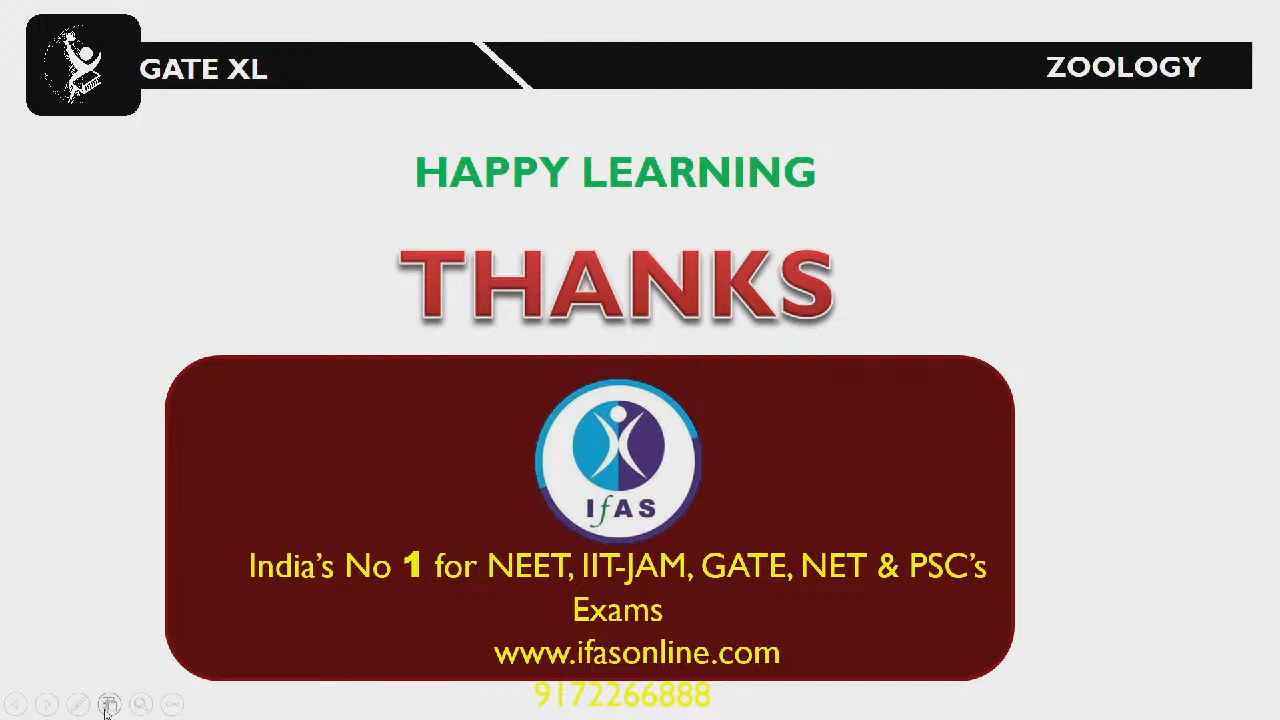 GATE XL
ZOOLOGY
HAPPY LEARNING
THANKS
IfAS
India's No 1 for NEET, IIT-JAM, GATE, NET & PSC's
Exams
www.ifasonline.com
9172266888